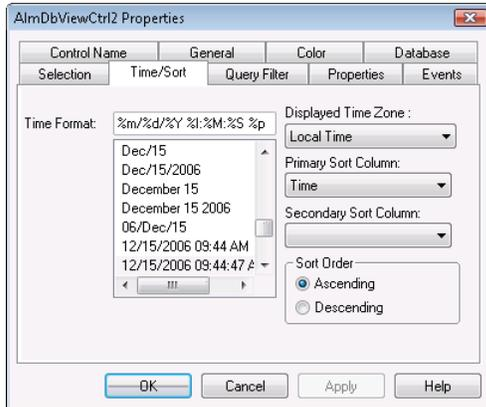 AlmDbViewCtrl2 Properties
Control Name General Color Database
Selection Time/Sort Query Filter Properties Events
Time Format: %m/%d/%Y %I:%M:%S %p
Dec/15
Dec/15/2006
December 15
December 15 2006
06/Dec/15
12/15/2006 09:44 AM
12/15/2006 09:44:47 A
Displayed Time Zone :
Local Time
Primary Sort Column:
Time
Secondary Sort Column:
Sort Order
Ascending
Descending
OK Cancel Apply Help